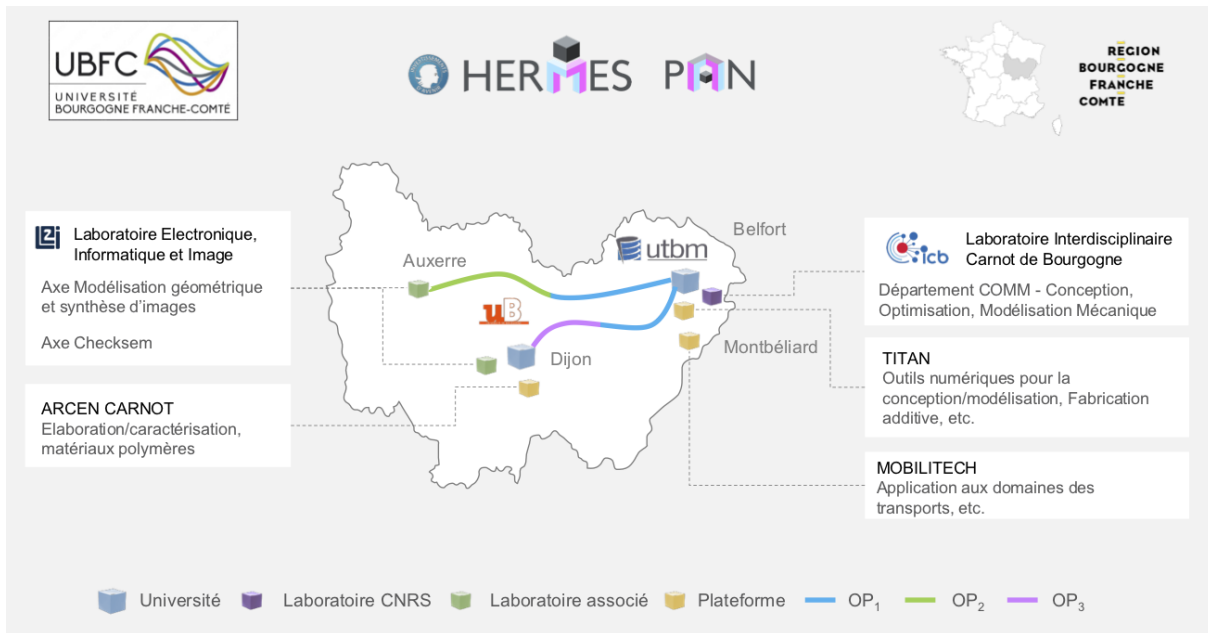 UBFC
UNIVERSITÉ
BOURGOGNE FRANCHE-COMTÉ
HERMES PAN
REGION
BOURGOGNE
FRANCHE
COMTE
L2i
Laboratoire Electronique,
Informatique et Image
Axe Modélisation géométrique
et synthèse d'images
Axe Checksem
ARCEN CARNOT
Elaboration/caractérisation,
matériaux polymères
Auxerre
uB
Dijon
utbm
Belfort
Montbéliard
icb
Laboratoire Interdisciplinaire
Carnot de Bourgogne
Département COMM - Conception,
Optimisation, Modélisation Mécanique
TITAN
Outils numériques pour la
conception/modélisation, Fabrication
additive, etc.
MOBILITECH
Application aux domaines des
transports, etc.
Université Laboratoire CNRS Laboratoire associé Plateforme OP₁ OP₂ OP₃